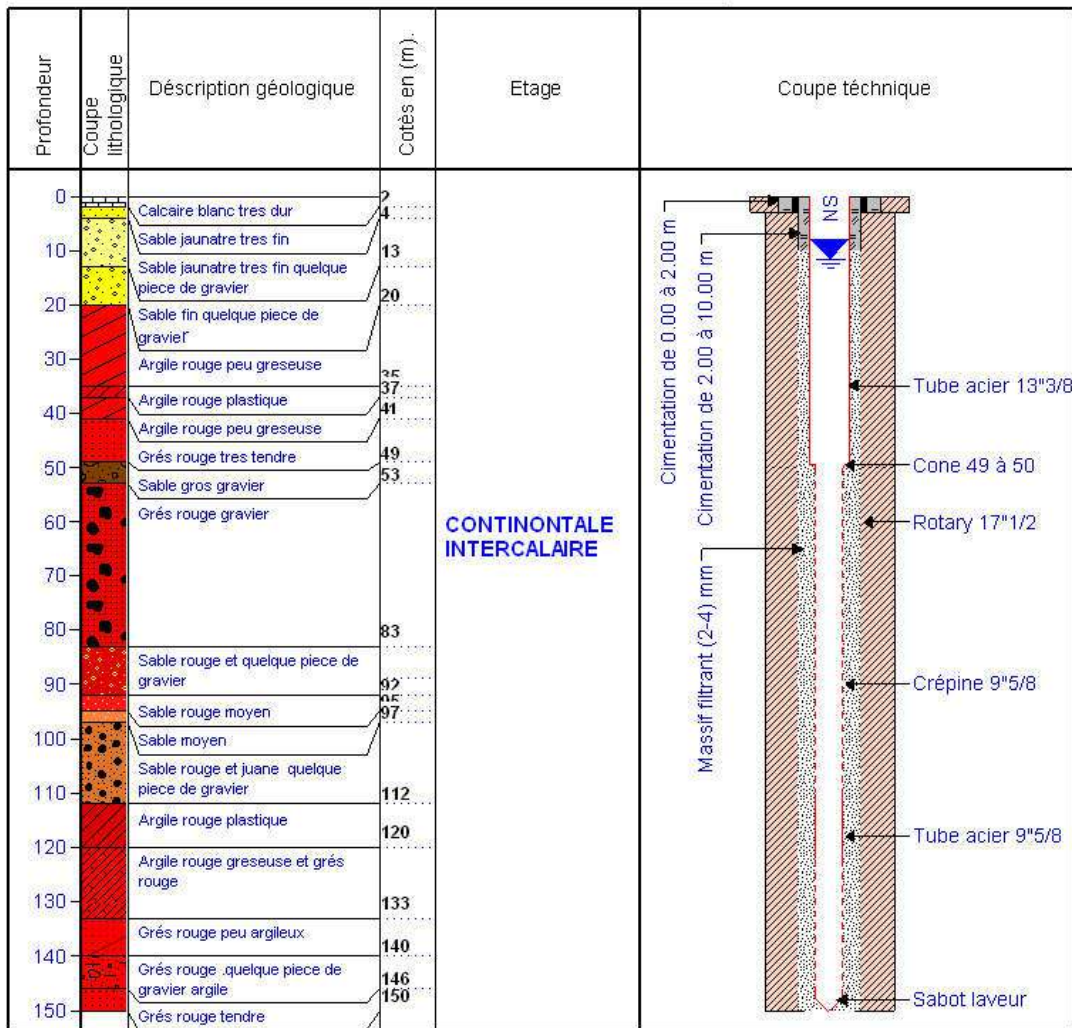 Profondeur
Coupe
lithologique
Déscription géologique
Cotès en (m).
Etage
Coupe téchnique
0
10
20
30
40
50
60
70
80
90
100
110
120
130
140
150
Calcaire blanc tres dur
Sable jaunatre tres fin
Sable jaunatre tres fin quelque
piece de gravier
Sable fin quelque piece de
gravier
Argile rouge peu greseuse
Argile rouge plastique
Argile rouge peu greseuse
Grés rouge tres tendre
Sable gros gravier
Grés rouge gravier
Sable rouge et quelque piece de
gravier
Sable rouge moyen
Sable moyen
Sable rouge et juane quelque
piece de gravier
Argile rouge plastique
Argile rouge greseuse et grés
rouge
Grés rouge peu argileux
Grés rouge .quelque piece de
gravier argile
Grés rouge tendre
2
4
13
20
35
37
41
49
53
83
92
95
97
112
120
133
140
146
150
CONTINONTALE
INTERCALAIRE
Cimentation de 0.00 à 2.00 m
Cimentation de 2.00 à 10.00 m
Massif filtrant (2-4) mm
NS
Tube acier 13"3/8
Cone 49 à 50
Rotary 17"1/2
Crépine 9"5/8
Tube acier 9"5/8
Sabot laveur